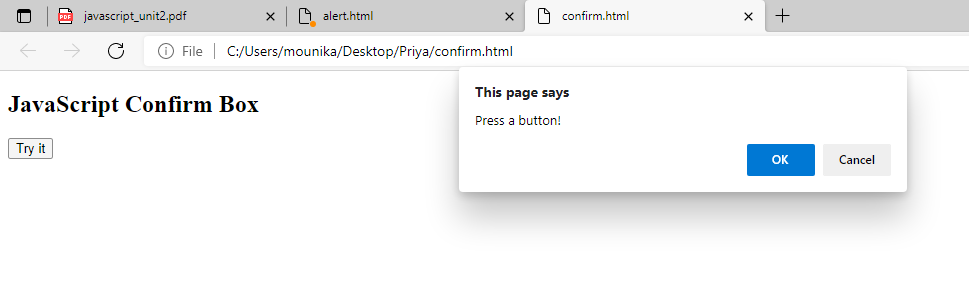 javascript_unit2.pdf
alert.html
confirm.html
File
C:/Users/mounika/Desktop/Priya/confirm.html
JavaScript Confirm Box
Try it
This page says
Press a button!
OK
Cancel
PDF